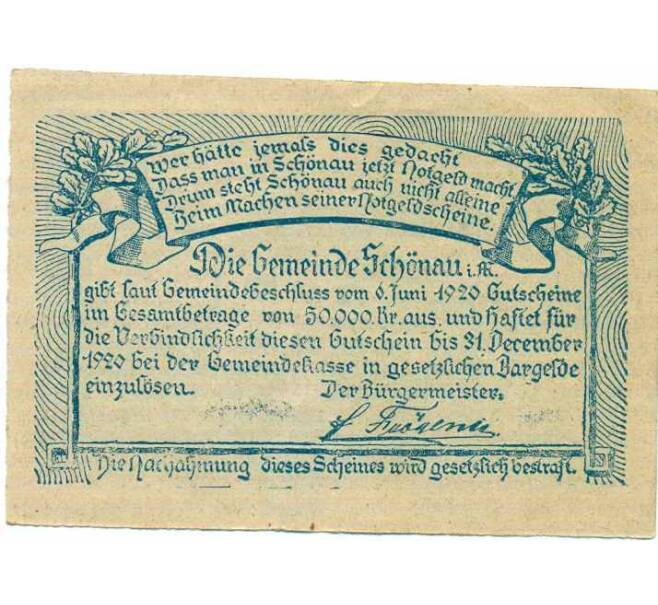 Wer hätte jemals dies gedacht
Dass man in Schönau jetzt Notgeld macht
Drum steht Schönau auch nicht alleine
Beim Machen seiner Notgeldscheine.
Die Gemeinde Schönau i. M.
gibt laut Gemeindebeschluss vom 6. Juni 1920 Gutscheine
im Gesamtbetrage von 50.000. Kr. aus, und haftet für
die Verbindlichkeit diesen Gutschein bis 31. December
1920 bei der Gemeindekasse in gesetzlichen Bargelde
einzulösen. Der Bürgermeister:
Die Nachahmung dieses Scheines wird gesetzlich bestraft.